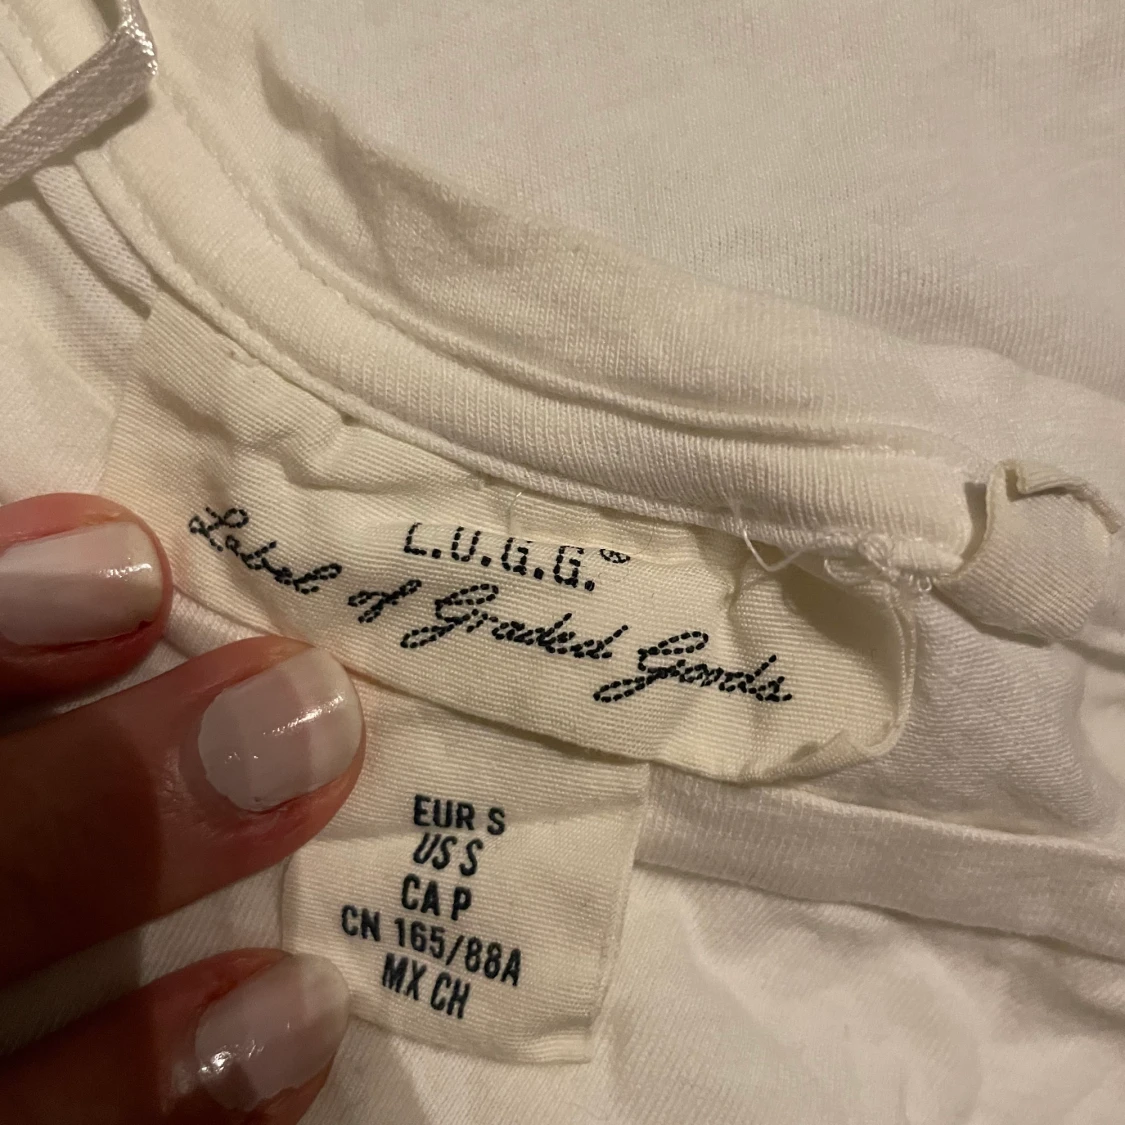 L.O.G.G.®
Label of Graded Goods
EUR S
US S
CA P
CN 165/88A
MX CH